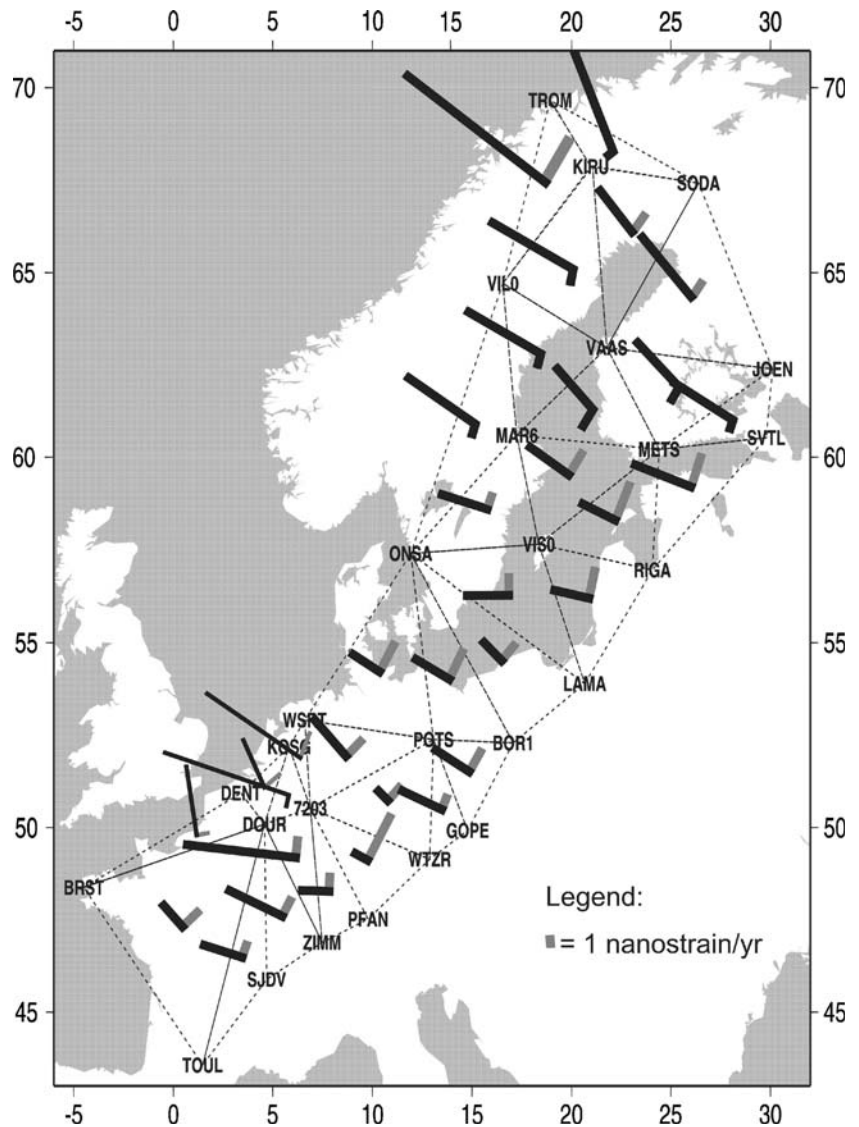 -5 0 5 10 15 20 25 30
70 70
TROM
KIRU
SODA
65 65
VIL0
VAAS
JOEN
MAR6
60 METS SVTL 60
ONSA VIS0
RIGA
55 55
LAMA
WSRT
KOSG POTS BOR1
DENT 7203
50 DOUR GOPE 50
WTZR
BRST
PFAN
Legend:
ZIMM
= 1 nanostrain/yr
SJDV
45 45
TOUL
-5 0 5 10 15 20 25 30